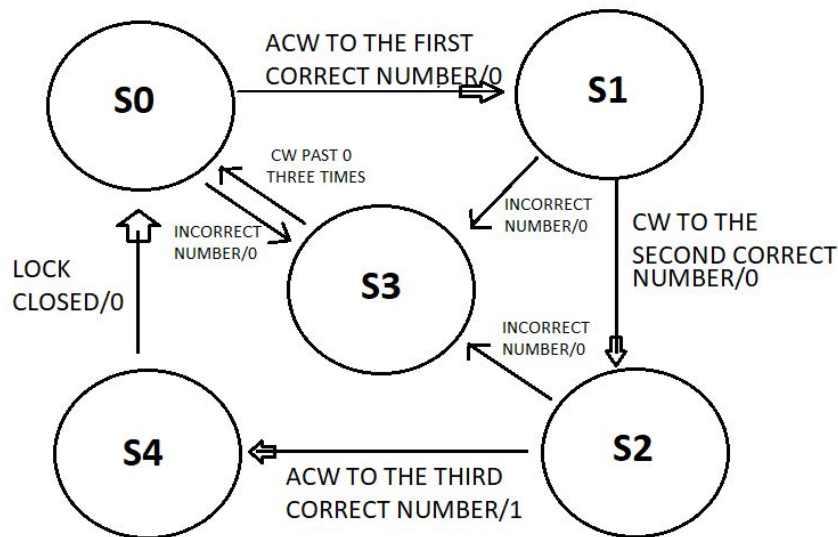 ACW TO THE FIRST
CORRECT NUMBER/0
S0
S1
CW PAST 0
THREE TIMES
INCORRECT
NUMBER/0
INCORRECT
NUMBER/0
CW TO THE
SECOND CORRECT
NUMBER/0
LOCK
CLOSED/0
S3
INCORRECT
NUMBER/0
S4
S2
ACW TO THE THIRD
CORRECT NUMBER/1